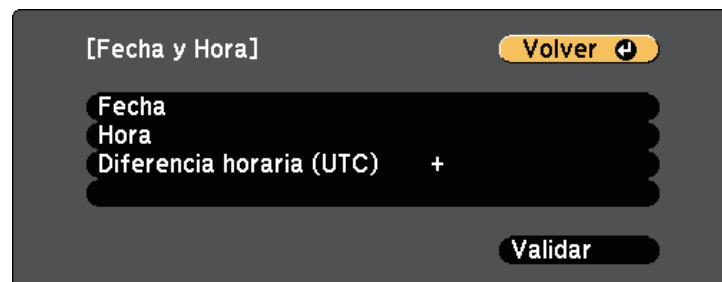 [Fecha y Hora]
Volver
Fecha
Hora
Diferencia horaria (UTC) +
Validar